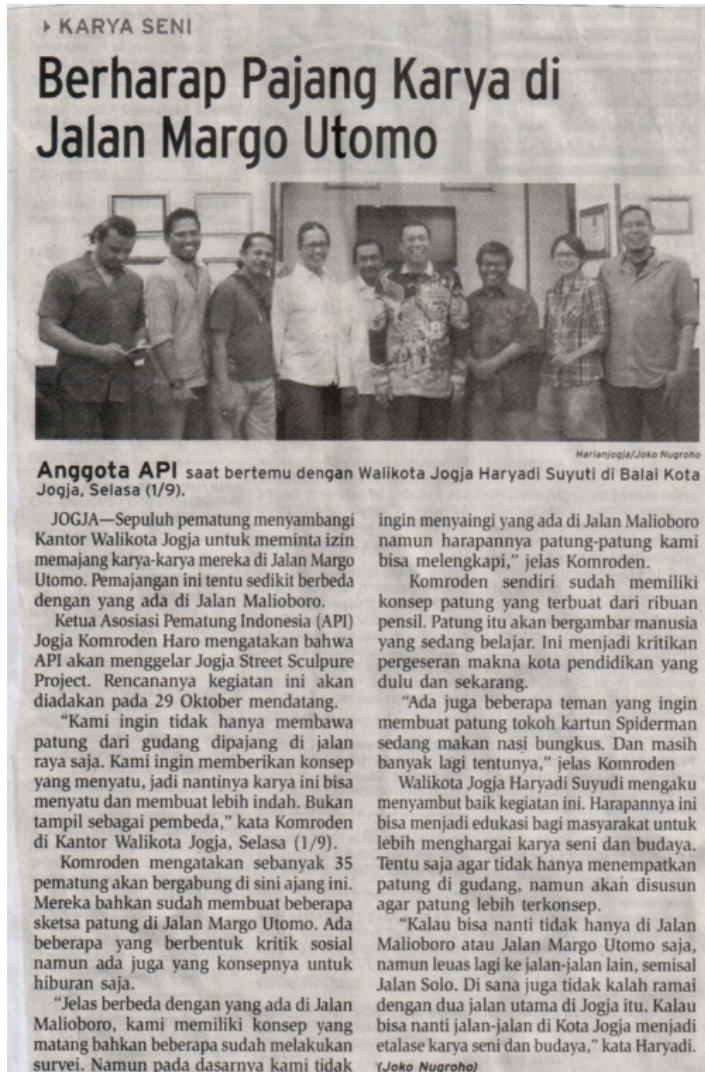 KARYA SENI
Berharap Pajang Karya di
Jalan Margo Utomo
Harianjogja/Joko Nugroho
Anggota API saat bertemu dengan Walikota Jogja Haryadi Suyuti di Balai Kota
Jogja, Selasa (1/9).
JOGJA—Sepuluh pematung menyambangi
Kantor Walikota Jogja untuk meminta izin
memajang karya-karya mereka di Jalan Margo
Utomo. Pemajangan ini tentu sedikit berbeda
dengan yang ada di Jalan Malioboro.
Ketua Asosiasi Pematung Indonesia (API)
Jogja Komroden Haro mengatakan bahwa
API akan menggelar Jogja Street Sculpure
Project. Rencananya kegiatan ini akan
diadakan pada 29 Oktober mendatang.
"Kami ingin tidak hanya membawa
patung dari gudang dipajang di jalan
raya saja. Kami ingin memberikan konsep
yang menyatu, jadi nantinya karya ini bisa
menyatu dan membuat lebih indah. Bukan
tampil sebagai pembeda," kata Komroden
di Kantor Walikota Jogja, Selasa (1/9).
Komroden mengatakan sebanyak 35
pematung akan bergabung di sini ajang ini.
Mereka bahkan sudah membuat beberapa
sketsa patung di Jalan Margo Utomo. Ada
beberapa yang berbentuk kritik sosial
namun ada juga yang konsepnya untuk
hiburan saja.
"Jelas berbeda dengan yang ada di Jalan
Malioboro, kami memiliki konsep yang
matang bahkan beberapa sudah melakukan
survei. Namun pada dasarnya kami tidak
ingin menyaingi yang ada di Jalan Malioboro
namun harapannya patung-patung kami
bisa melengkapi," jelas Komroden.
Komroden sendiri sudah memiliki
konsep patung yang terbuat dari ribuan
pensil. Patung itu akan bergambar manusia
yang sedang belajar. Ini menjadi kritikan
pergeseran makna kota pendidikan yang
dulu dan sekarang.
"Ada juga beberapa teman yang ingin
membuat patung tokoh kartun Spiderman
sedang makan nasi bungkus. Dan masih
banyak lagi tentunya," jelas Komroden
Walikota Jogja Haryadi Suyudi mengaku
menyambut baik kegiatan ini. Harapannya ini
bisa menjadi edukasi bagi masyarakat untuk
lebih menghargai karya seni dan budaya.
Tentu saja agar tidak hanya menempatkan
patung di gudang, namun akan disusun
agar patung lebih terkonsep.
"Kalau bisa nanti tidak hanya di Jalan
Malioboro atau Jalan Margo Utomo saja,
namun leuas lagi ke jalan-jalan lain, semisal
Jalan Solo. Di sana juga tidak kalah ramai
dengan dua jalan utama di Jogja itu. Kalau
bisa nanti jalan-jalan di Kota Jogja menjadi
etalase karya seni dan budaya," kata Haryadi.
(Joko Nugroho)